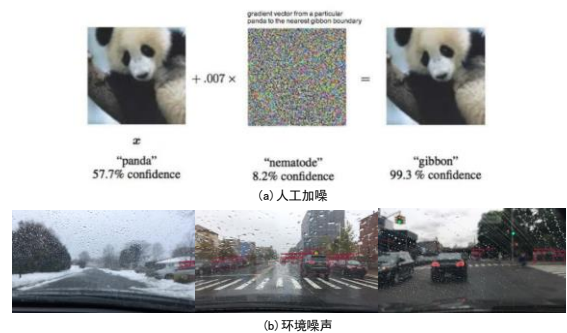 gradient vector from a particular
panda to the nearest gibbon boundary
+ .007 ×
=
x
“panda”
57.7% confidence
“nematode”
8.2% confidence
“gibbon”
99.3 % confidence
(a)人工加噪
(b)环境噪声